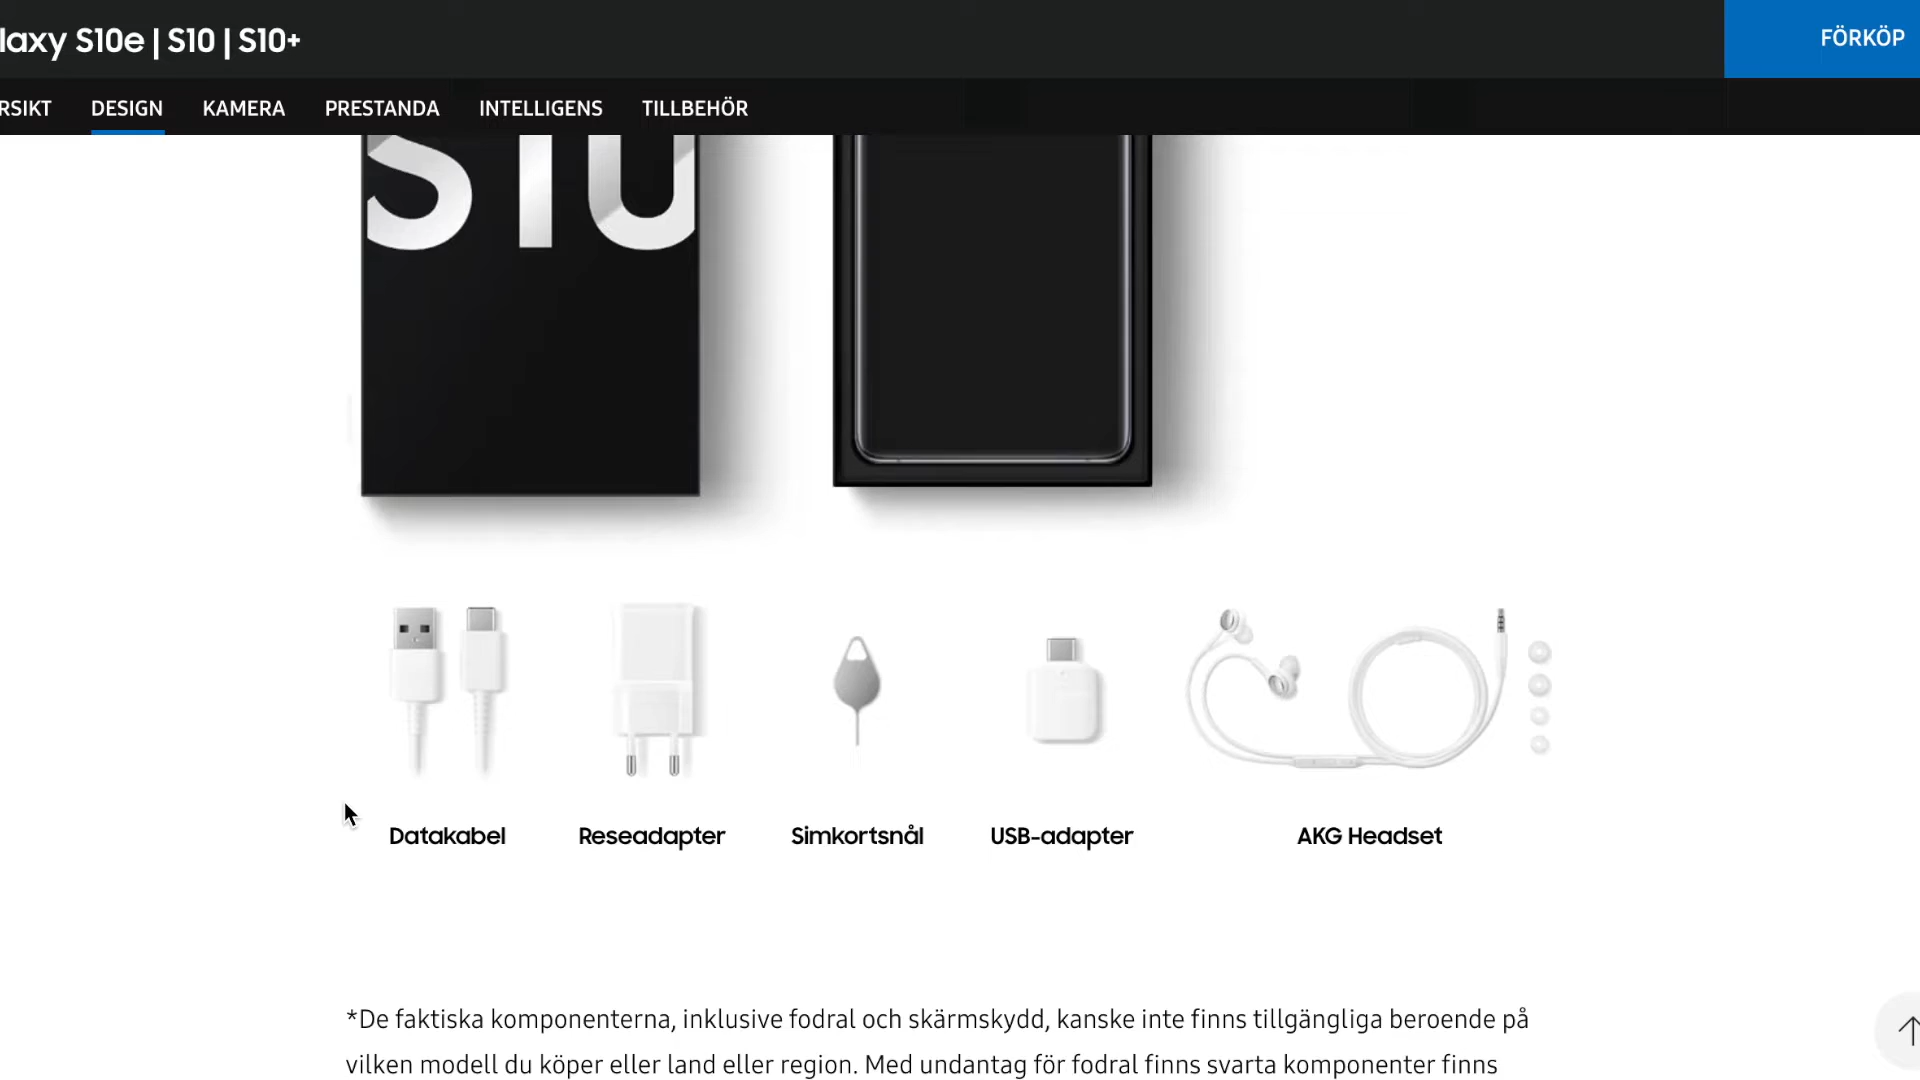 laxy S10e | S10 | S10+
FÖRKÖP
RSIKT DESIGN KAMERA PRESTANDA INTELLIGENS TILLBEHÖR
S10
Datakabel Reseadapter Simkortsnål USB-adapter AKG Headset
*De faktiska komponenterna, inklusive fodral och skärmskydd, kanske inte finns tillgängliga beroende på
vilken modell du köper eller land eller region. Med undantag för fodral finns svarta komponenter finns